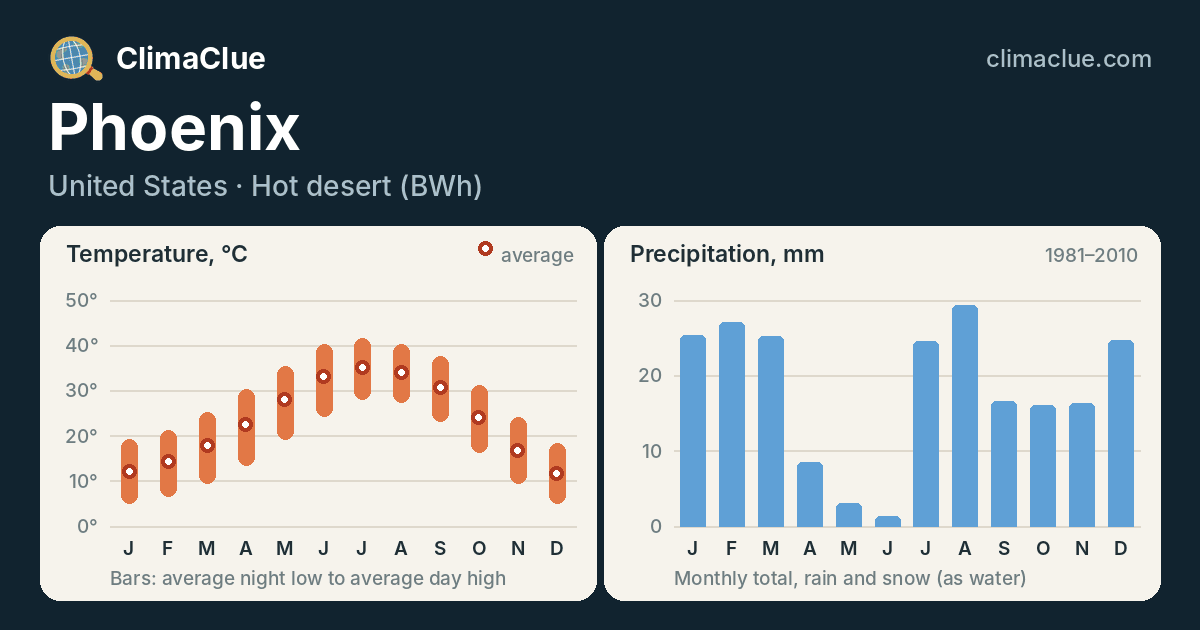 ClimaClue
climaclue.com
Phoenix
United States · Hot desert (BWh)
Temperature, °C
average
50°
40°
30°
20°
10°
0°
J F M A M J J A S O N D
Bars: average night low to average day high
Precipitation, mm
1981–2010
30
20
10
0
J F M A M J J A S O N D
Monthly total, rain and snow (as water)